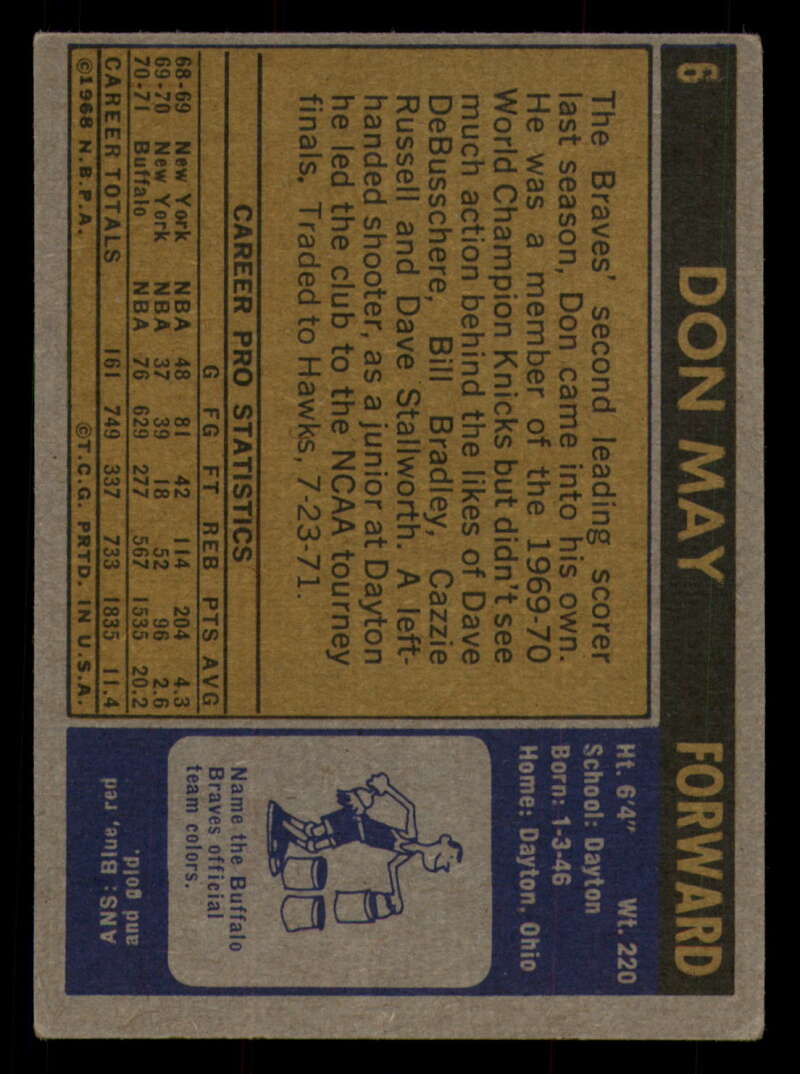 6 DON MAY FORWARD
The Braves' second leading scorer
last season, Don came into his own.
He was a member of the 1969-70
World Champion Knicks but didn't see
much action behind the likes of Dave
DeBusschere, Bill Bradley, Cazzie
Russell and Dave Stallworth. A left-
handed shooter, as a junior at Dayton
he led the club to the NCAA tourney
finals. Traded to Hawks, 7-23-71.
CAREER PRO STATISTICS
G FG FT REB PTS AVG
68-69 New York NBA 48 81 42 114 204 4.3
69-70 New York NBA 37 39 18 52 96 2.6
70-71 Buffalo NBA 76 629 277 567 1535 20.2
CAREER TOTALS 161 749 337 733 1835 11.4
©1968 N.B.P.A. ©T.C.G. PRTD. IN U.S.A.
Ht. 6'4" Wt. 220
School: Dayton
Born: 1-3-46
Home: Dayton, Ohio
Name the Buffalo
Braves official
team colors.
ANS: Blue, red
and gold.